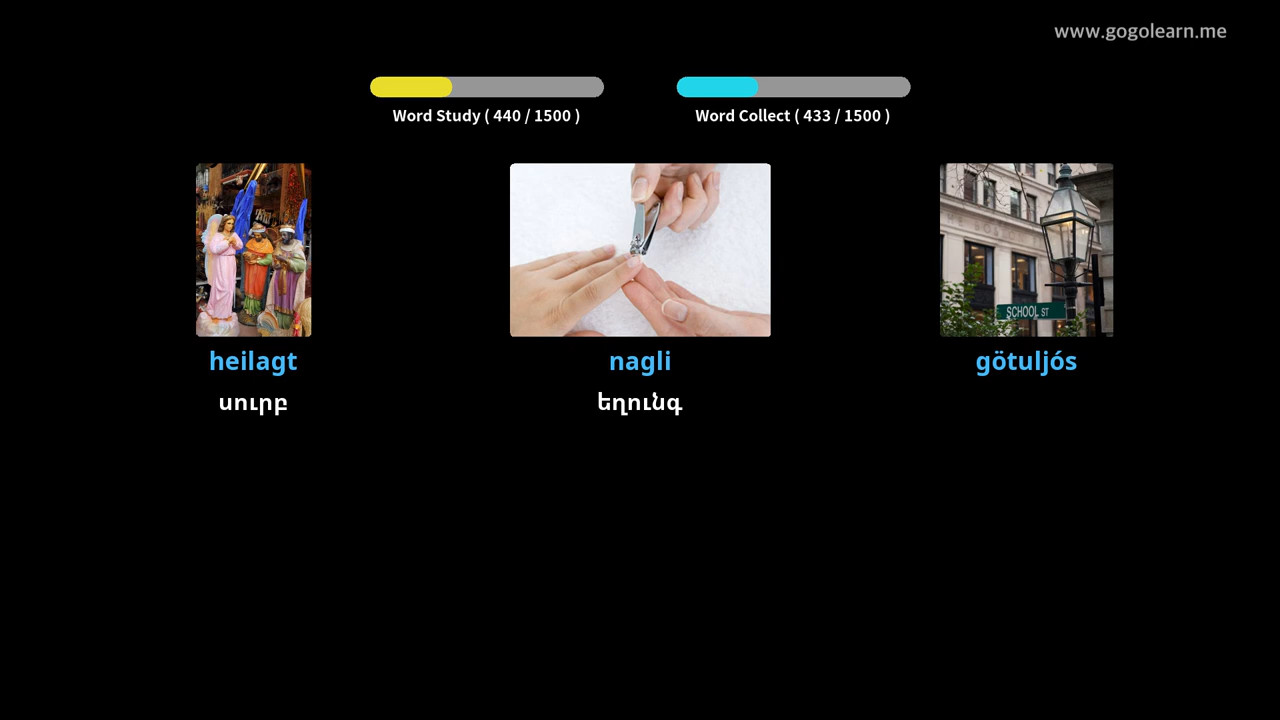 www.gogolearn.me
Word Study ( 440 / 1500 )
Word Collect ( 433 / 1500 )
SCHOOL ST
heilagt
nagli
götuljós
սուրբ
եղունգ